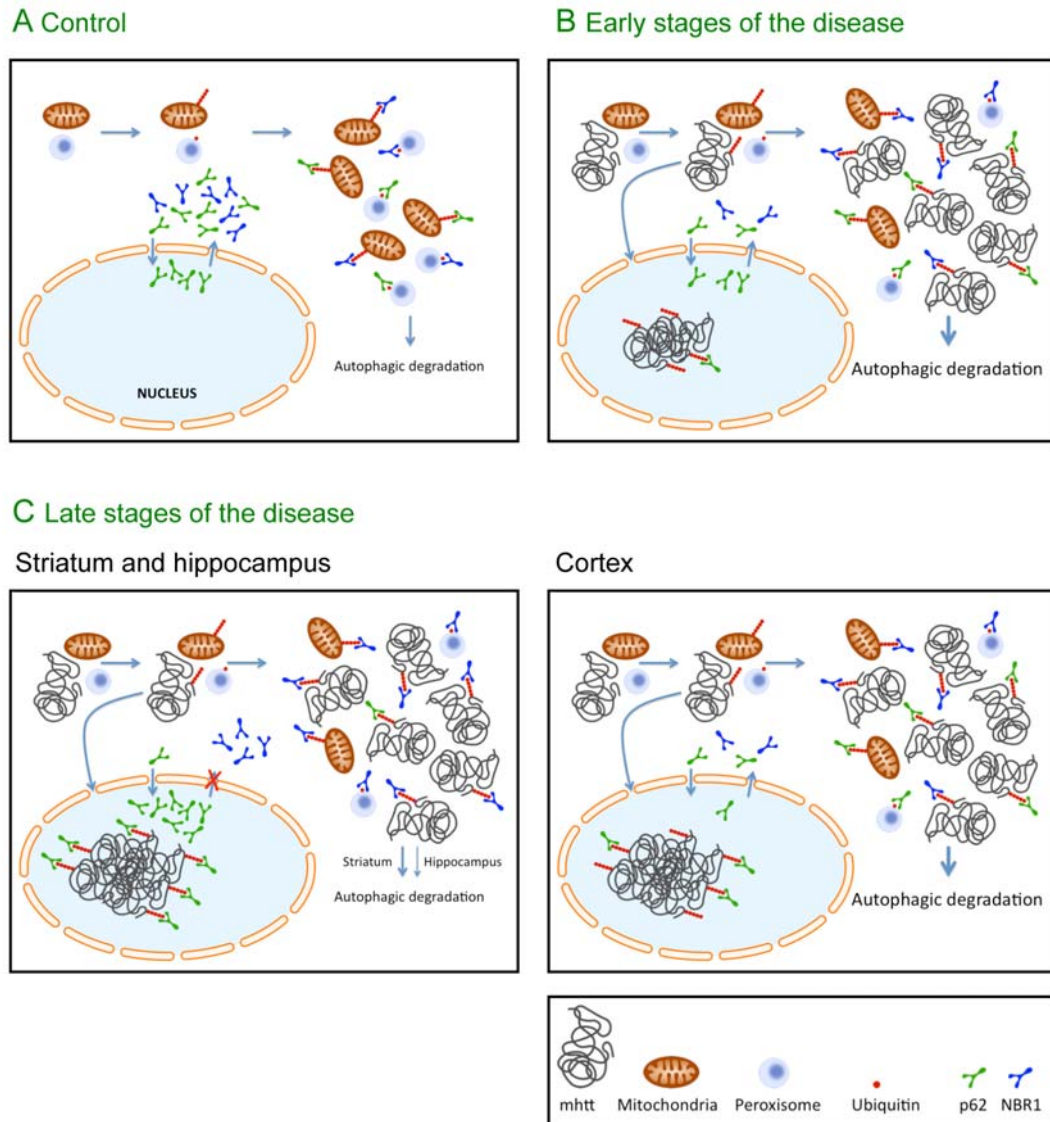 A Control
B Early stages of the disease
Autophagic degradation
NUCLEUS
Autophagic degradation
C Late stages of the disease
Striatum and hippocampus
Cortex
Striatum
Hippocampus
Autophagic degradation
Autophagic degradation
mhtt
Mitochondria
Peroxisome
Ubiquitin
p62
NBR1